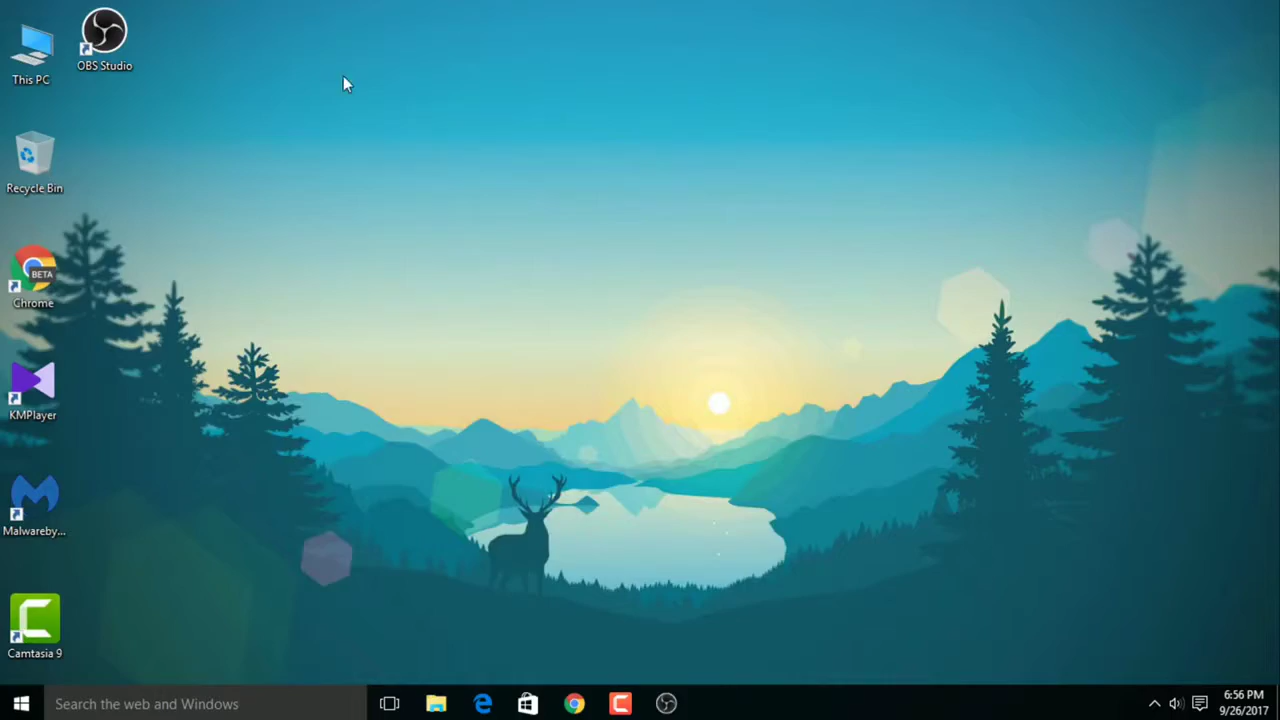 This PC
OBS Studio
Recycle Bin
BETA
Chrome
KMPlayer
Malwareby...
Camtasia 9
Search the web and Windows
6:56 PM
9/26/2017